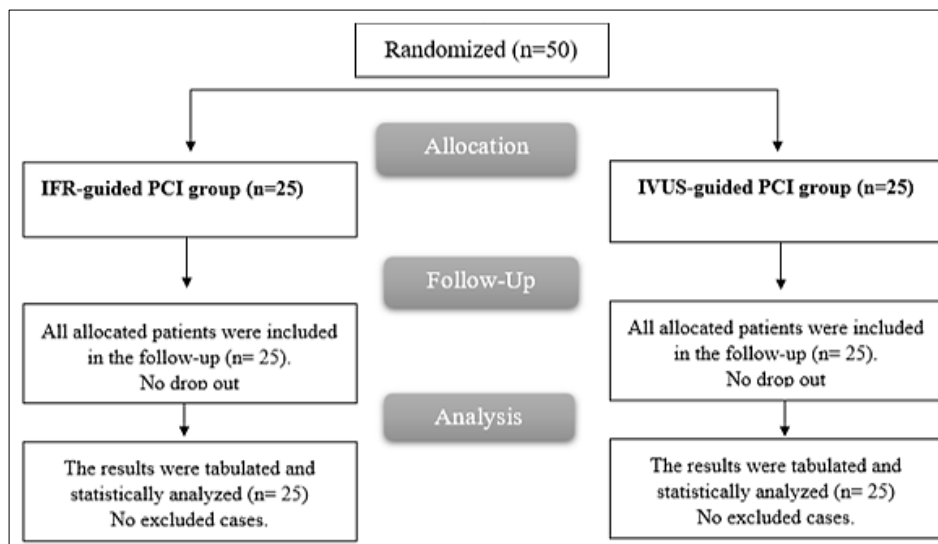 Randomized (n=50)
Allocation
IFR-guided PCI group (n=25)
IVUS-guided PCI group (n=25)
Follow-Up
All allocated patients were included
in the follow-up (n= 25).
No drop out
All allocated patients were included
in the follow-up (n= 25).
No drop out
Analysis
The results were tabulated and
statistically analyzed (n= 25)
No excluded cases.
The results were tabulated and
statistically analyzed (n= 25)
No excluded cases.